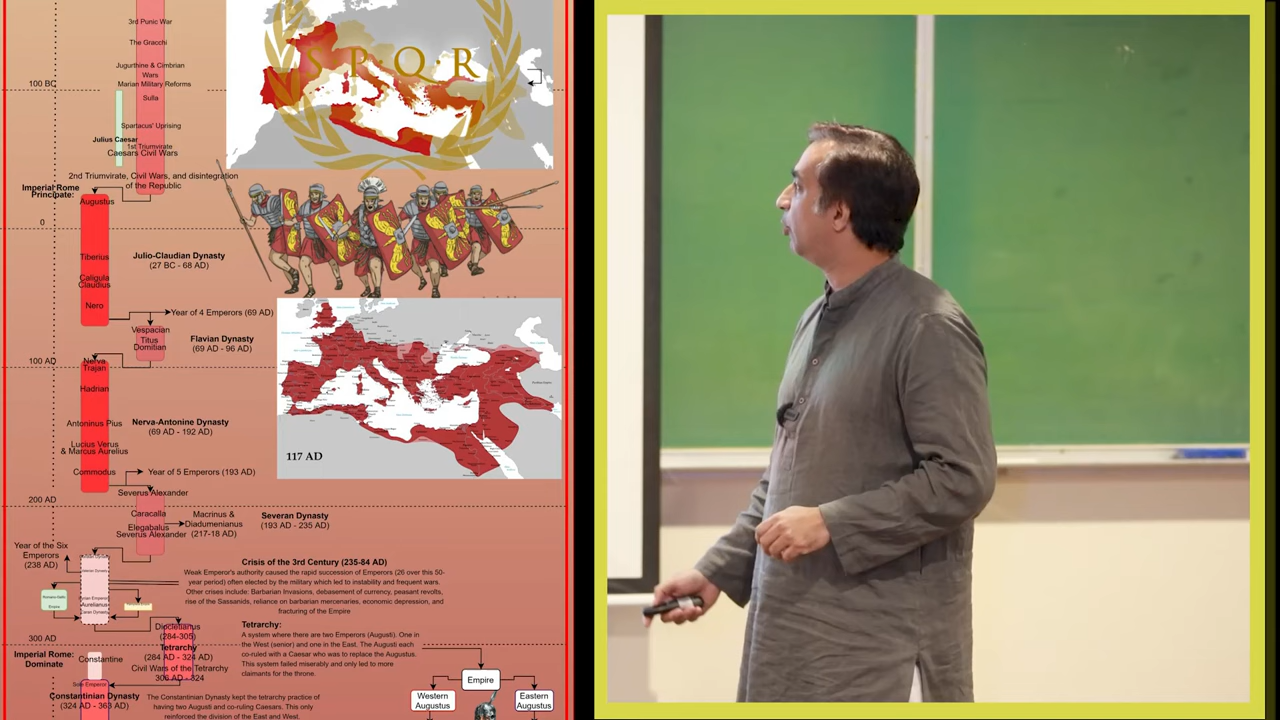 3rd Punic War
The Gracchi
Jugurthine & Cimbrian
Wars
Marian Military Reforms
100 BC
Sulla
Spartacus' Uprising
Julius Caesar
1st Triumvirate
Caesars Civil War
S·P·Q·R
2nd Triumvirate, Civil Wars, and disintegration
of the Republic
Imperial Rome
Principate:
Augustus
0
Tiberius
Caligula
Claudius
Nero
Julio-Claudian Dynasty
(27 BC - 68 AD)
Year of 4 Emperors (69 AD)
Vespacian
Titus
Domitian
Flavian Dynasty
(69 AD - 96 AD)
100 AD
Nerva
Trajan
Hadrian
Antoninus Pius
Lucius Verus
& Marcus Aurelius
Commodus
Nerva-Antonine Dynasty
(69 AD - 192 AD)
117 AD
Year of 5 Emperors (193 AD)
Severus Alexander
200 AD
Caracalla
Elegabalus
Severus Alexander
Macrinus &
Diadumenianus
(217-18 AD)
Severan Dynasty
(193 AD - 235 AD)
Year of the Six
Emperors
(238 AD)
Empire
Aurelianus
Crisis of the 3rd Century (235-84 AD)
Weak Emperor's authority caused the rapid succession of Emperors (26 over this 50-
year period) often elected by the military which led to instability and frequent wars.
Other crises include: Barbarian Invasions, debasement of currency, peasant revolts,
rise of the Sassanids, reliance on barbarian mercenaries, economic depression, and
fracturing of the Empire
Diocletianus
(284-305)
Tetrarchy
(284 AD - 324 AD)
Civil Wars of the Tetrarchy
306 AD - 324
300 AD
Imperial Rome:
Dominate
Constantine
Sole Emperor
Tetrarchy:
A system where there are two Emperors (Augusti). One in
the West (senior) and one in the East. The Augusti each
co-ruled with a Caesar who was to replace the Augustus.
This system failed miserably and only led to more
claimants for the throne.
Empire
Western
Augustus
Eastern
Augustus
Constantinian Dynasty
(324 AD - 363 AD)
The Constantinian Dynasty kept the tetrarchy practice of
having two Augusti and co-ruling Caesars. This only
reinforced the division of the East and West.